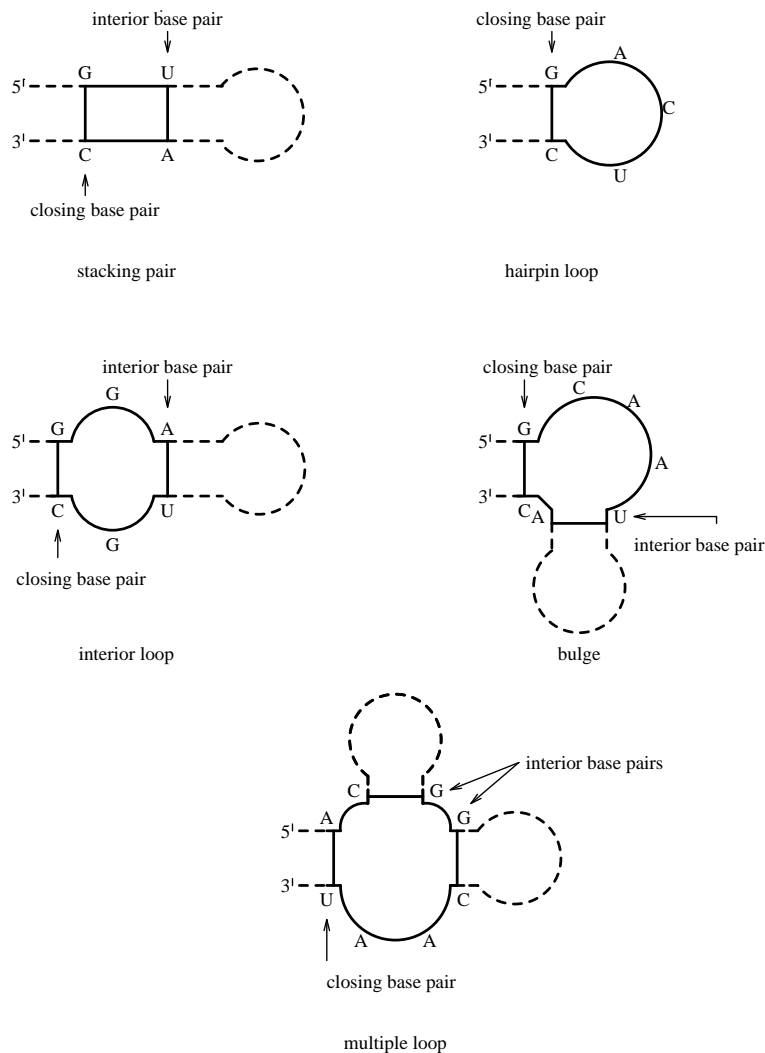 interior base pair
G U
5'
3'
C A
closing base pair
stacking pair
closing base pair
G A
5'
C
3'
C U
hairpin loop
interior base pair
G
G A
5'
3'
C U
G
closing base pair
interior loop
closing base pair
C
G A
5'
A
3'
C A U
interior base pair
bulge
interior base pairs
C G
A G
5'
3'
U C
A A
closing base pair
multiple loop